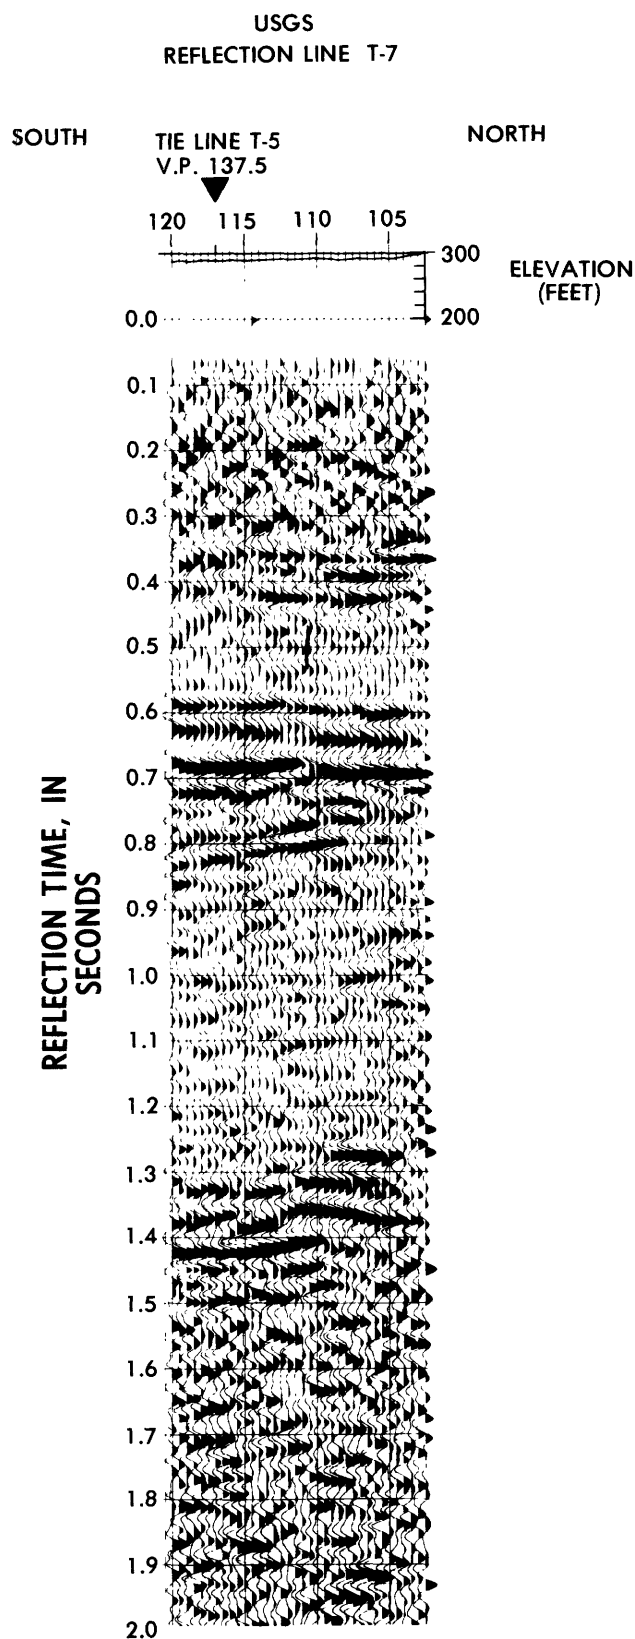 USGS
REFLECTION LINE T-7
SOUTH
TIE LINE T-5
V.P. 137.5
NORTH
120 115 110 105
300
ELEVATION
(FEET)
200
0.0
0.1
0.2
0.3
0.4
0.5
0.6
0.7
0.8
0.9
1.0
1.1
1.2
1.3
1.4
1.5
1.6
1.7
1.8
1.9
2.0
REFLECTION TIME, IN
SECONDS